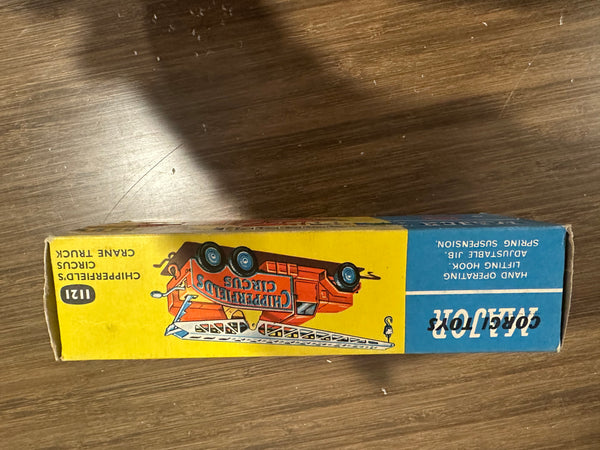 CORGI TOYS
MAJOR
HAND OPERATING
LIFTING HOOK.
ADJUSTABLE JIB.
SPRING SUSPENSION.
CHIPPERFIELDS
CIRCUS
1121
CHIPPERFIELD'S
CIRCUS
CRANE TRUCK